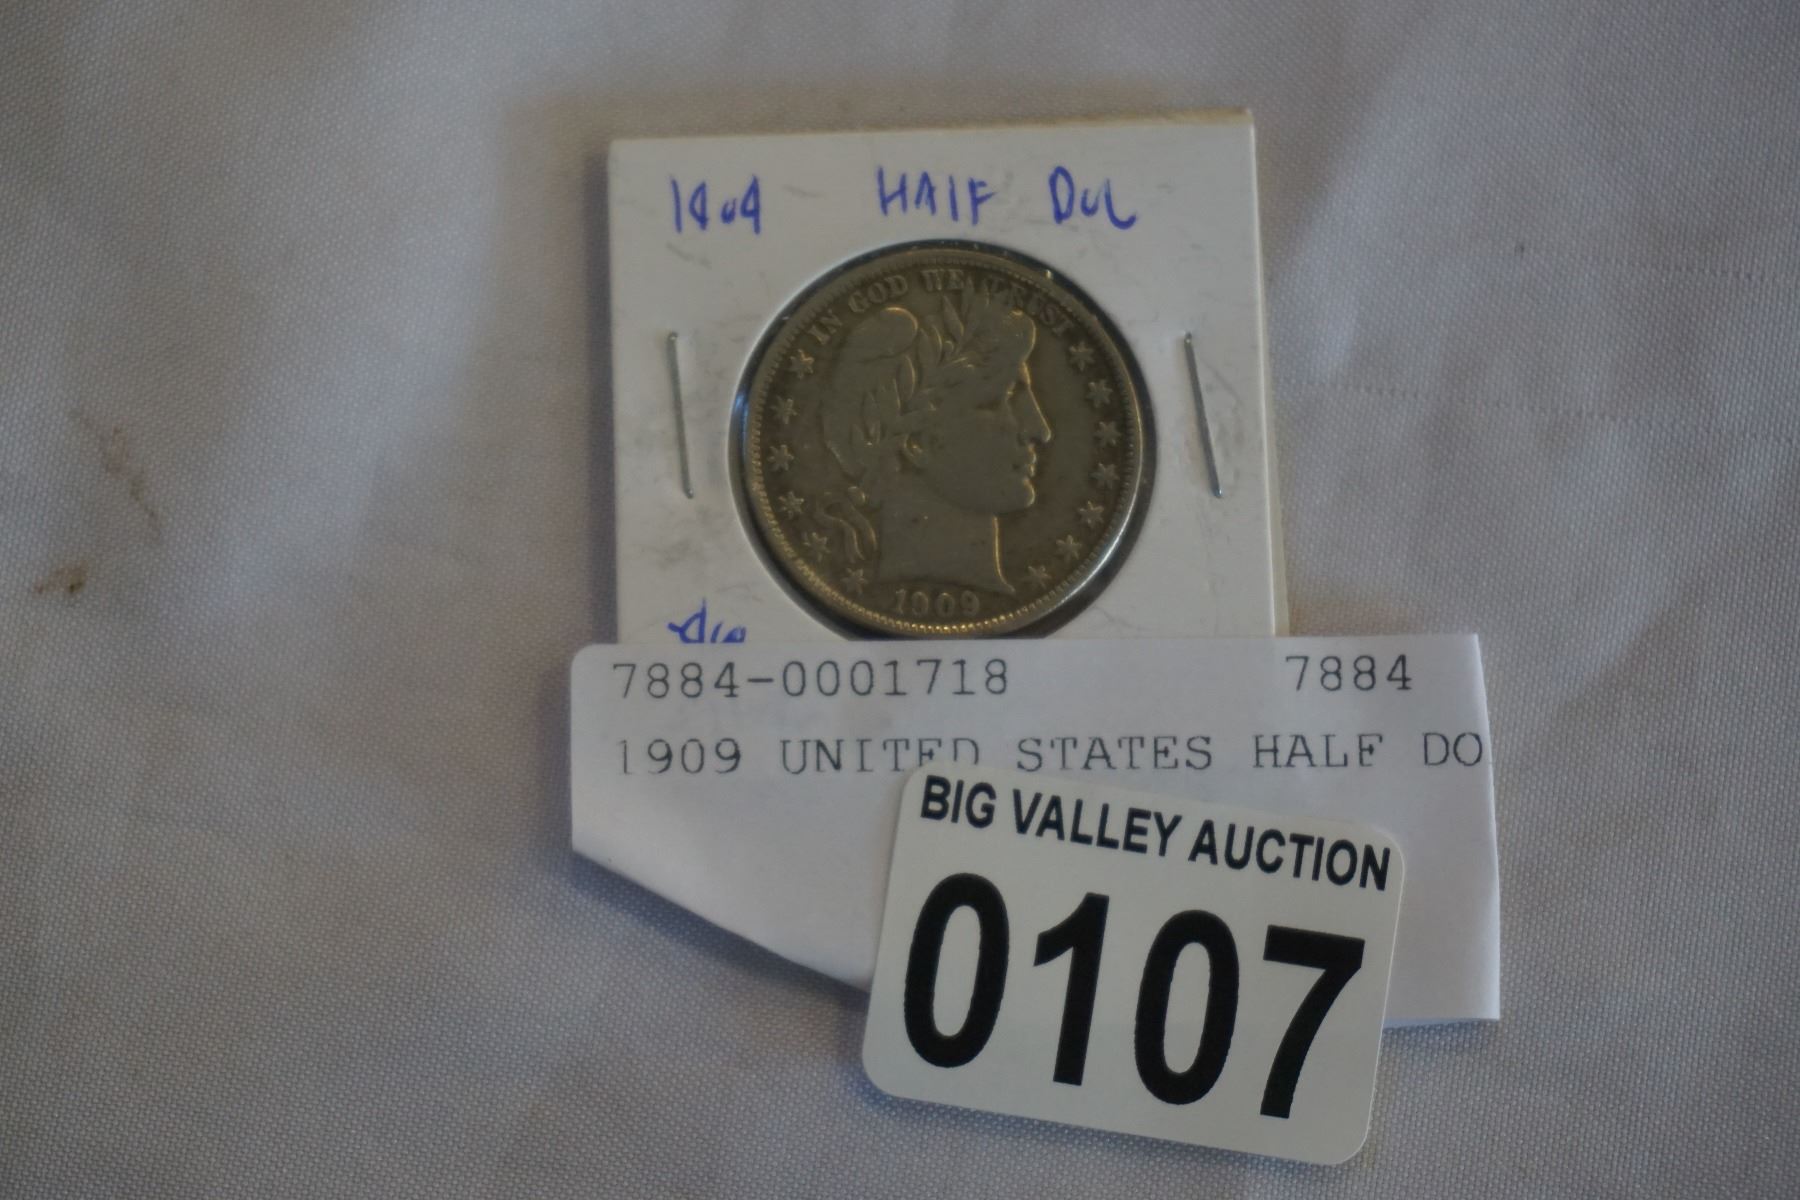 1909 HALF DOL
IN GOD WE TRUST
1909
7884-0001718 7884
1909 UNITED STATES HALF DO
BIG VALLEY AUCTION
0107